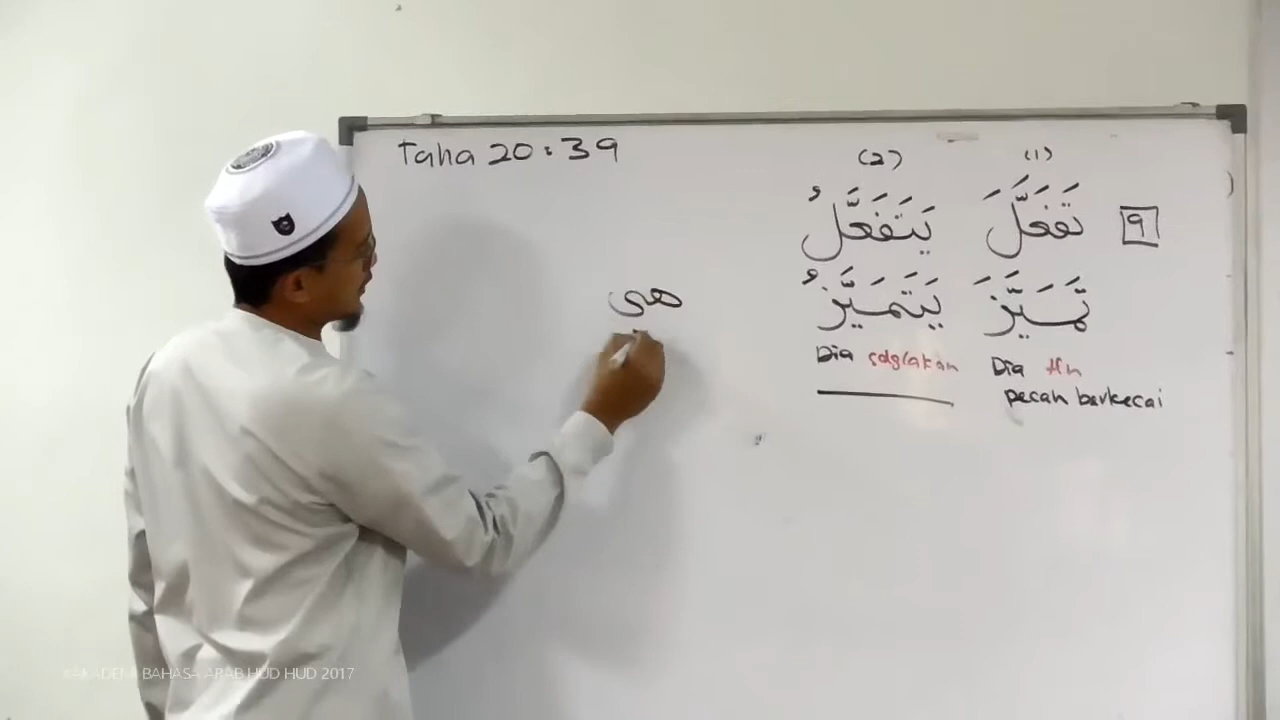 Taha 20:39
(2) (1)
تَفَعَّلَ يَتَفَعَّلُ
٩
تَمَيَّزَ يَتَمَيَّزُ
Dia sdg/akan
Dia tln
pecah berkecai
هي
AKADEMI BAHASA ARAB HUD HUD 2017